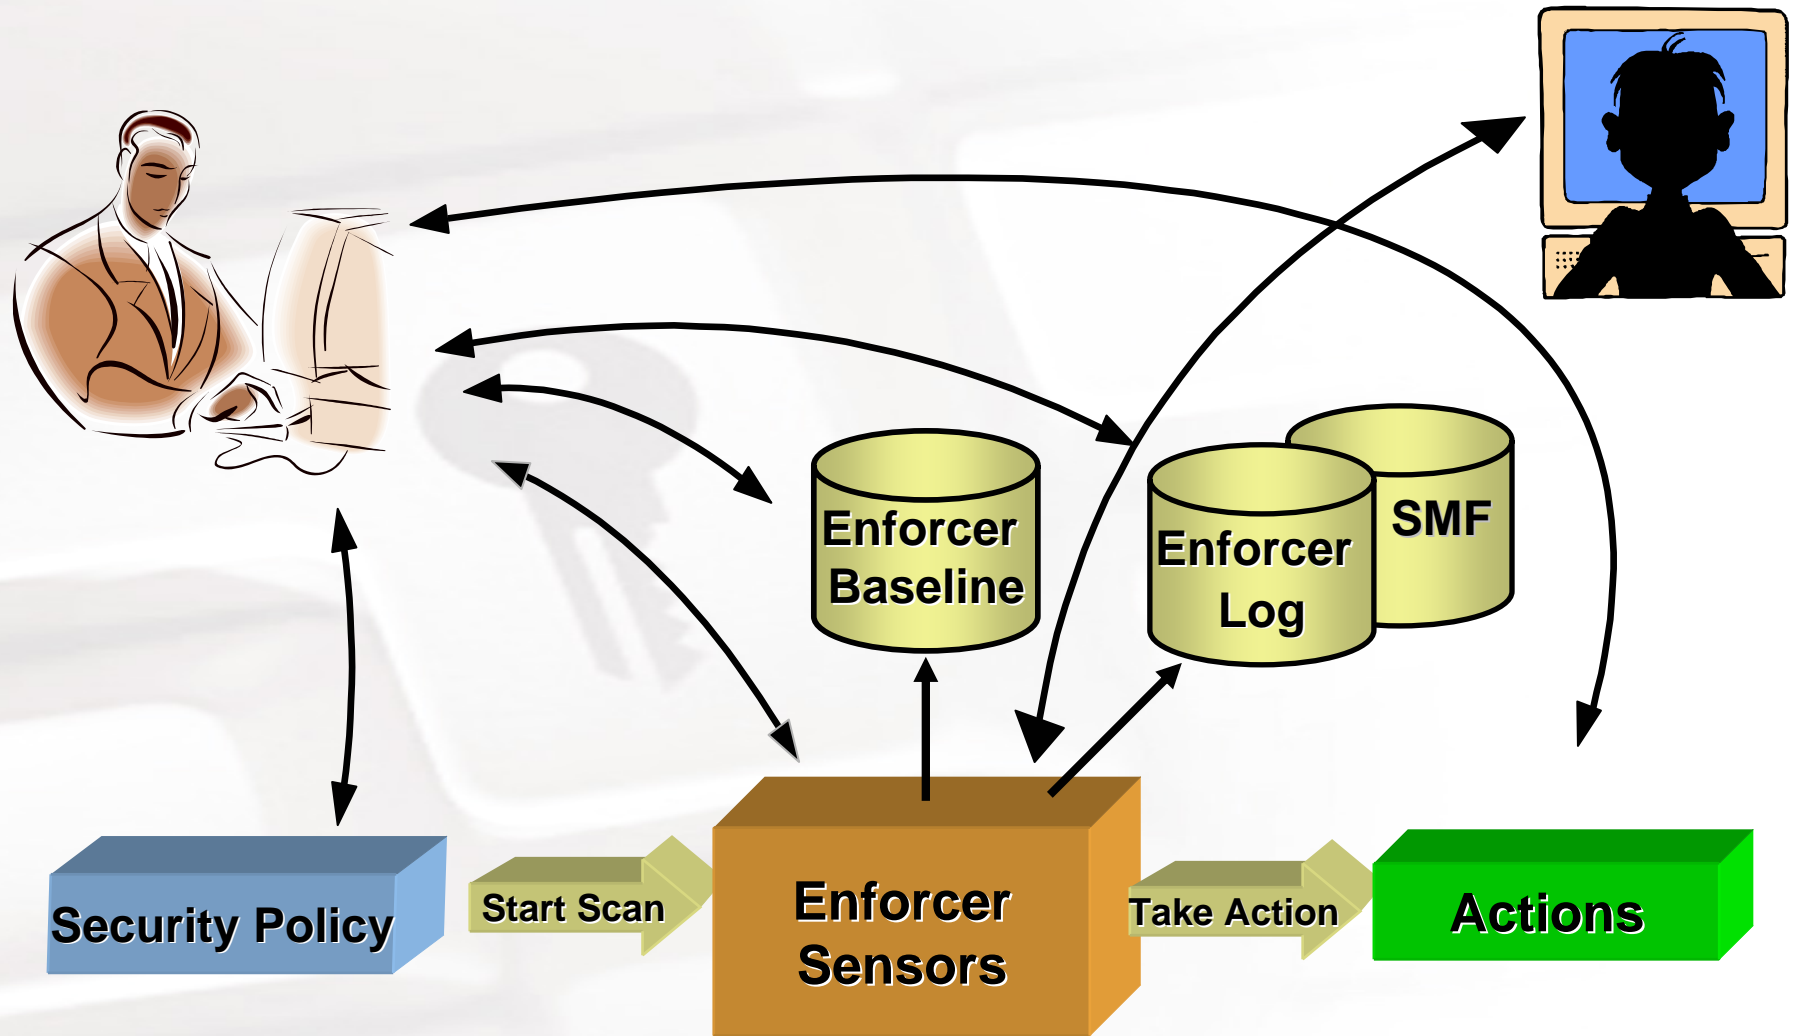 Enforcer
Baseline
Enforcer
Log
SMF
Security Policy
Start Scan
Enforcer
Sensors
Take Action
Actions